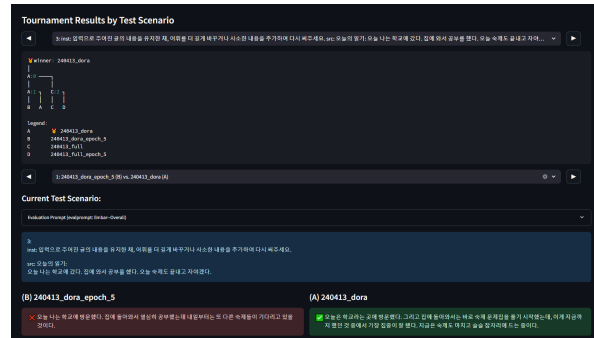 Tournament Results by Test Scenario
3: inst: 입력으로 주어진 글의 내용을 유지한 채, 어휘를 더 길게 바꾸거나 사소한 내용을 추가하여 다시 써주세요. src: 오늘의 일기: 오늘 나는 학교에 갔다. 집에 와서 공부를 했다. 오늘 숙제도 끝내고 자야...
winner: 240413_dora
A:
A: C:
B A C D
legend:
A 240413_dora
B 240413_dora_epoch_5
C 240413_full
D 240413_full_epoch_5
1: 240413_dora_epoch_5 (B) vs. 240413_dora (A)
Current Test Scenario:
Evaluation Prompt (evalprompt: llmbar-Overall)
3:
inst: 입력으로 주어진 글의 내용을 유지한 채, 어휘를 더 길게 바꾸거나 사소한 내용을 추가하여 다시 써주세요.
src: 오늘의 일기:
오늘 나는 학교에 갔다. 집에 와서 공부를 했다. 오늘 숙제도 끝내고 자야겠다.
(B) 240413_dora_epoch_5
(A) 240413_dora
오늘 나는 학교에 방문했다. 집에 돌아와서 열심히 공부했는데 내일부터는 또 다른 숙제들이 기다리고 있을
것이다.
오늘은 학교라는 곳에 방문했다. 그리고 집에 돌아와서는 바로 숙제 문제집을 풀기 시작했는데, 이게 지금까
지 했던 것 중에서 가장 집중이 잘 됐다. 지금은 숙제도 마치고 슬슬 잠자리에 드는 중이다.